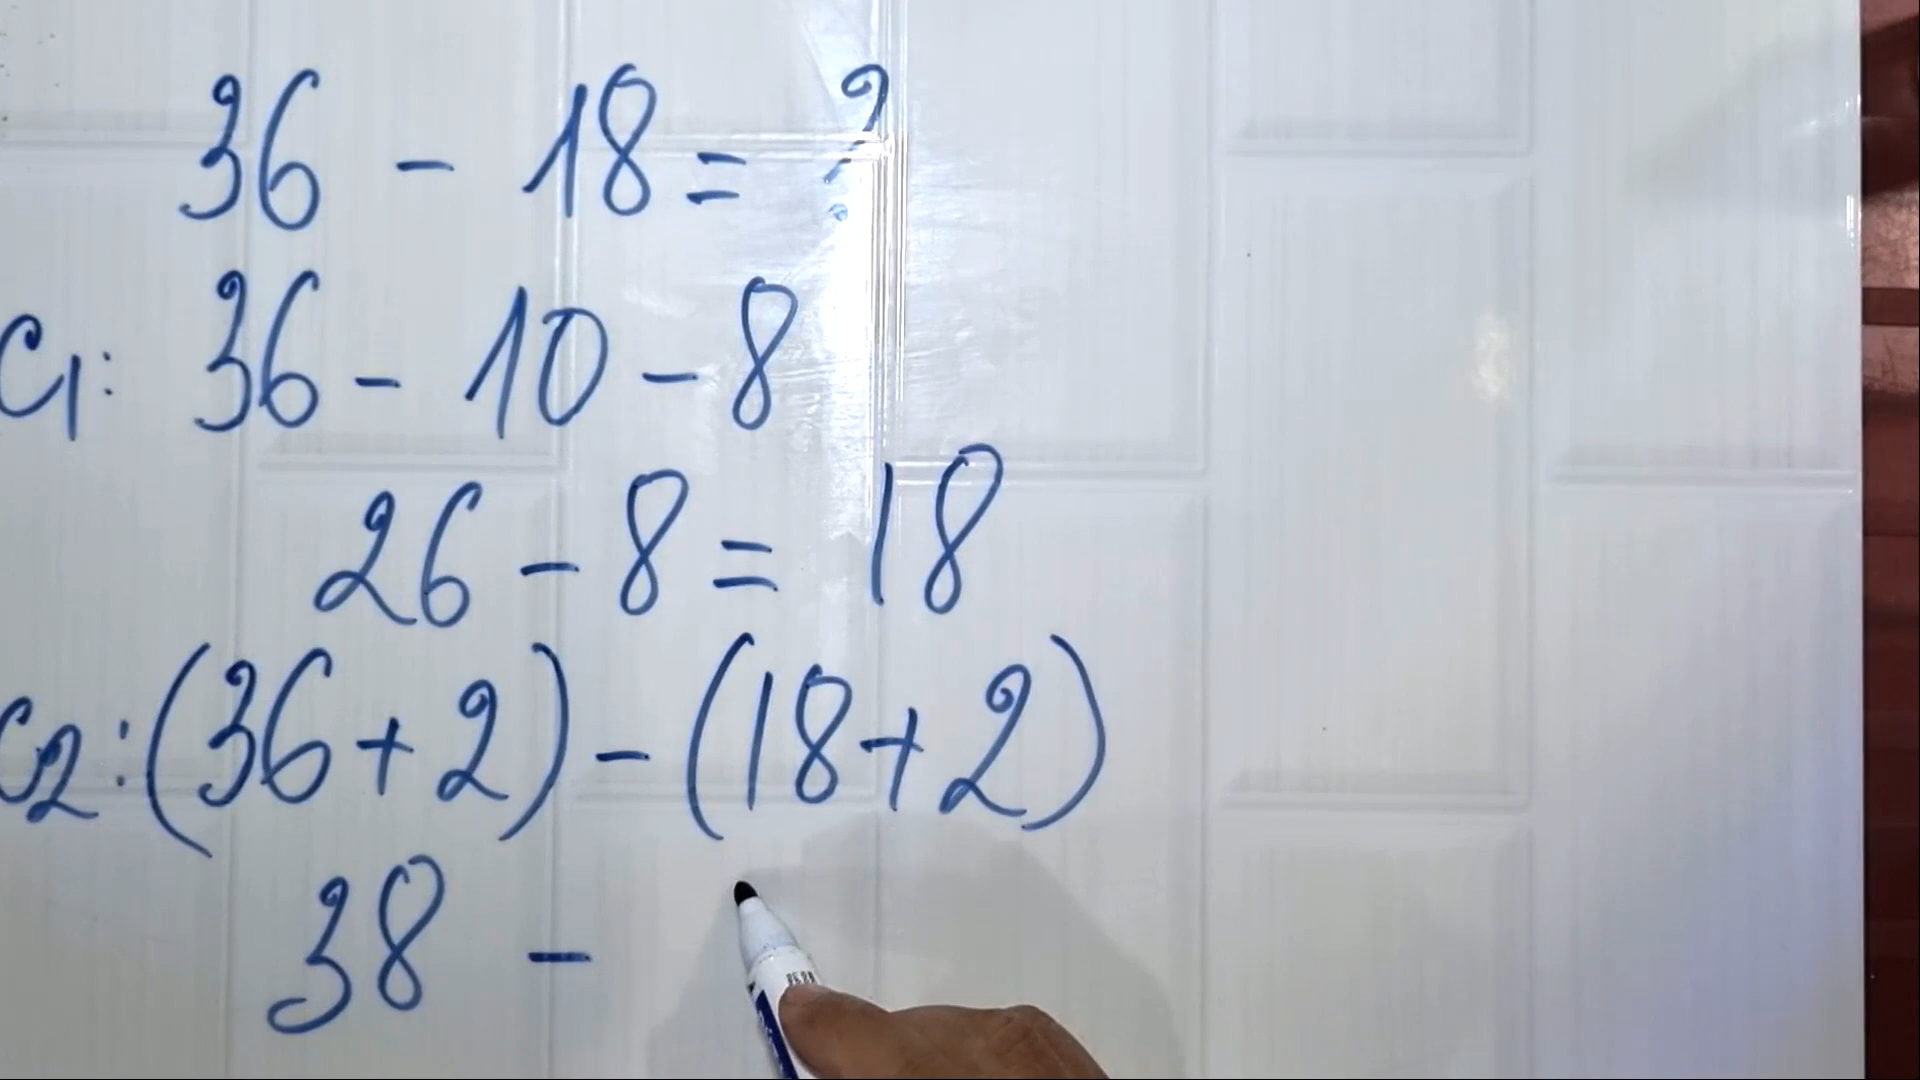 36 - 18 = ?
C1: 36 - 10 - 8
26 - 8 = 18
C2: (36+2) - (18+2)
38 -